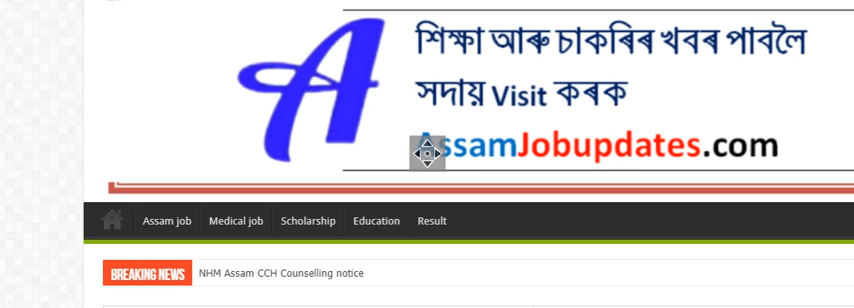 A
শিক্ষা আৰু চাকৰিৰ খবৰ পাবলৈ
সদায় Visit কৰক
AssamJobupdates.com
Assam job Medical job Scholarship Education Result
BREAKING NEWS NHM Assam CCH Counselling notice